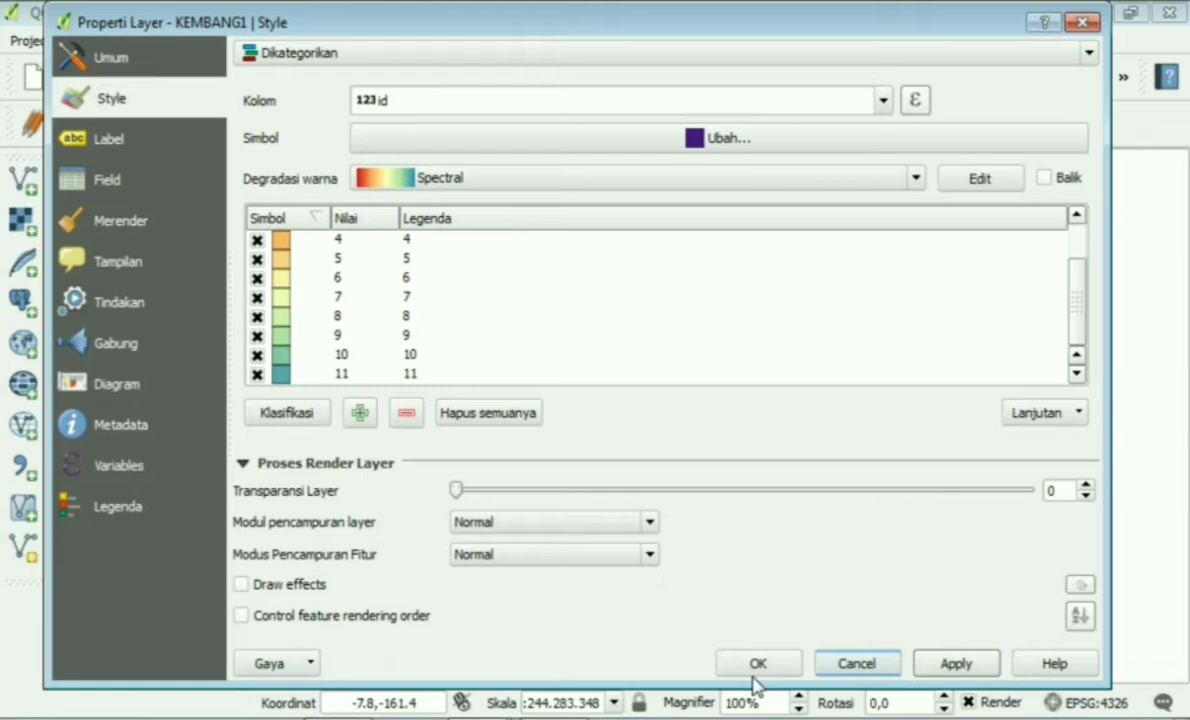 Properti Layer - KEMBANG1 | Style
Projec
Umum
Style
Label
Field
Merender
Tampilan
Tindakan
Gabung
Diagram
Metadata
Variables
Legenda
Dikategorikan
Kolom 123 id ε
Simbol Ubah...
Degradasi warna Spectral Edit Balik
Simbol Nilai Legenda
4 4
5 5
6 6
7 7
8 8
9 9
10 10
11 11
Klasifikasi Hapus semuanya Lanjutan
Proses Render Layer
Transparansi Layer 0
Modul pencampuran layer Normal
Modus Pencampuran Fitur Normal
Draw effects
Control feature rendering order
Gaya OK Cancel Apply Help
Koordinat -7.8,-161.4 Skala :244.283.348 Magnifier 100% Rotasi 0,0 Render EPSG:4326